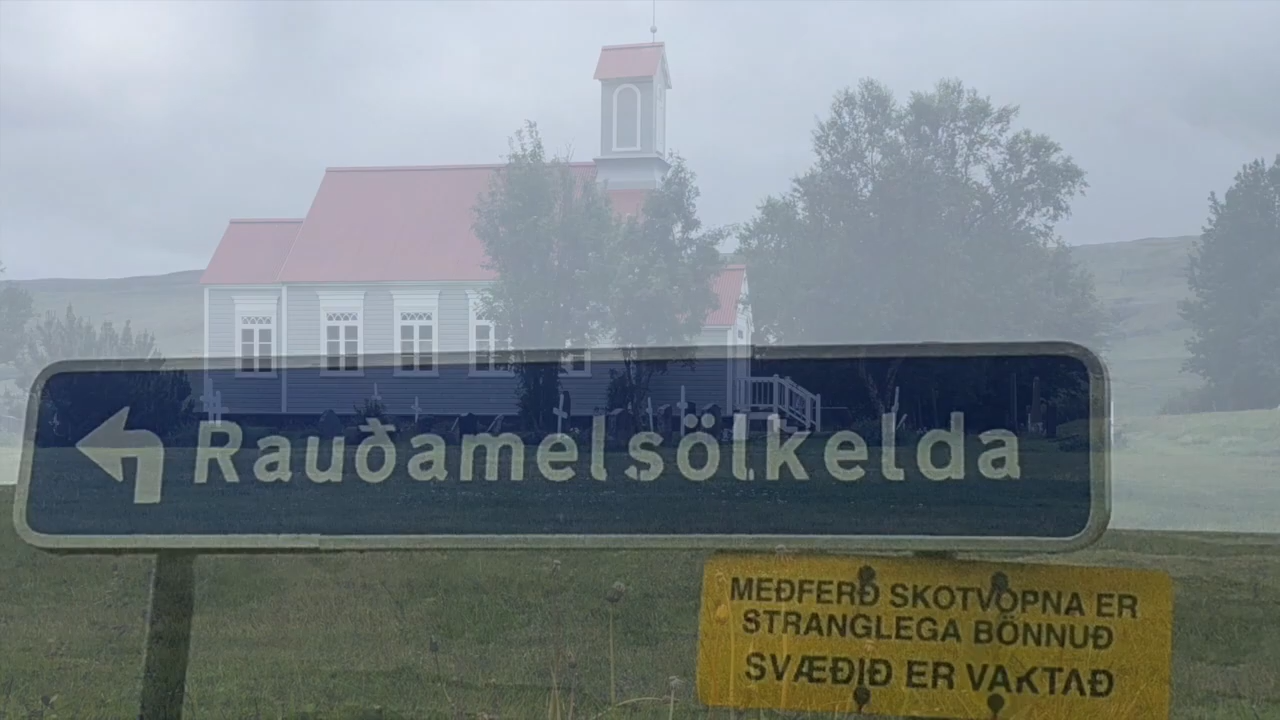 Rauðamelsölkelda
MEÐFERÐ SKOTVOPNA ER
STRANGLEGA BÖNNUÐ
SVÆÐIÐ ER VAKTAÐ